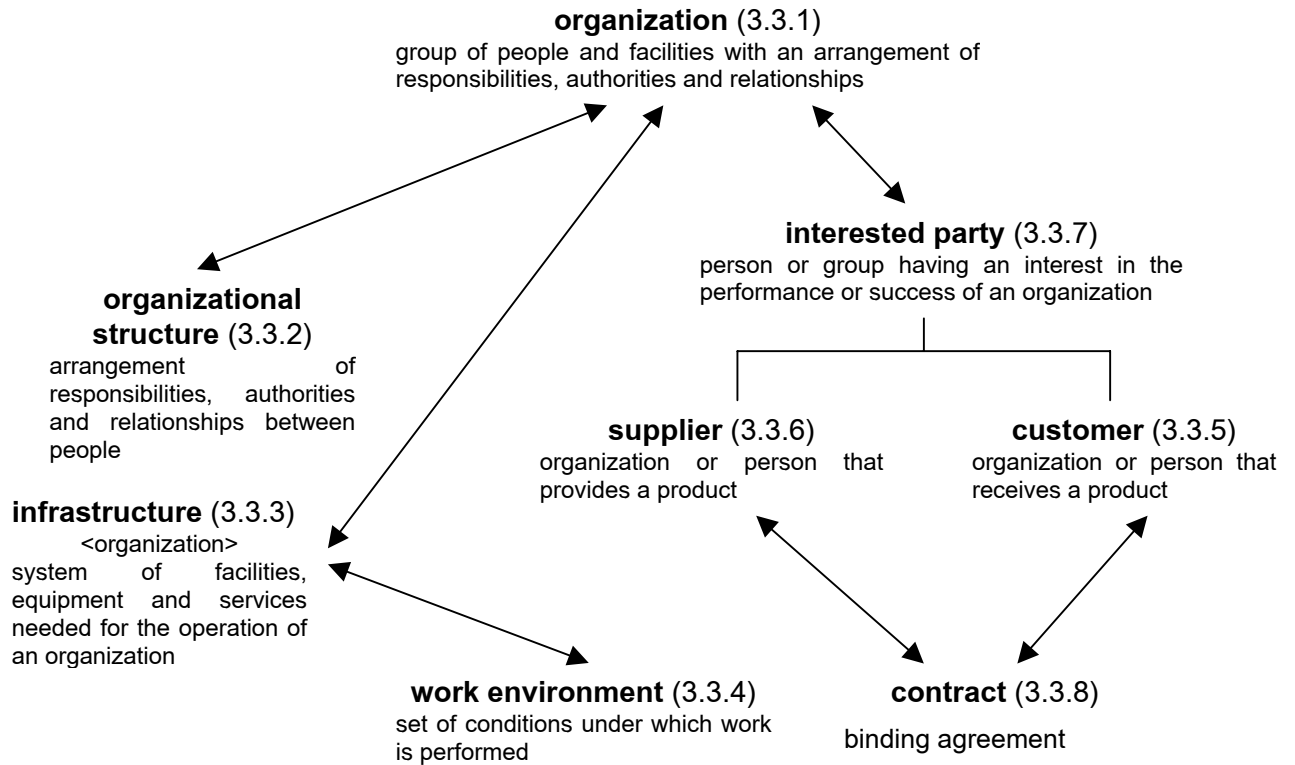 organization (3.3.1)
group of people and facilities with an arrangement of
responsibilities, authorities and relationships
interested party (3.3.7)
person or group having an interest in the
performance or success of an organization
organizational
structure (3.3.2)
arrangement of
responsibilities, authorities
and relationships between
people
supplier (3.3.6)
organization or person that
provides a product
customer (3.3.5)
organization or person that
receives a product
infrastructure (3.3.3)
<organization>
system of facilities,
equipment and services
needed for the operation of
an organization
work environment (3.3.4)
set of conditions under which work
is performed
contract (3.3.8)
binding agreement